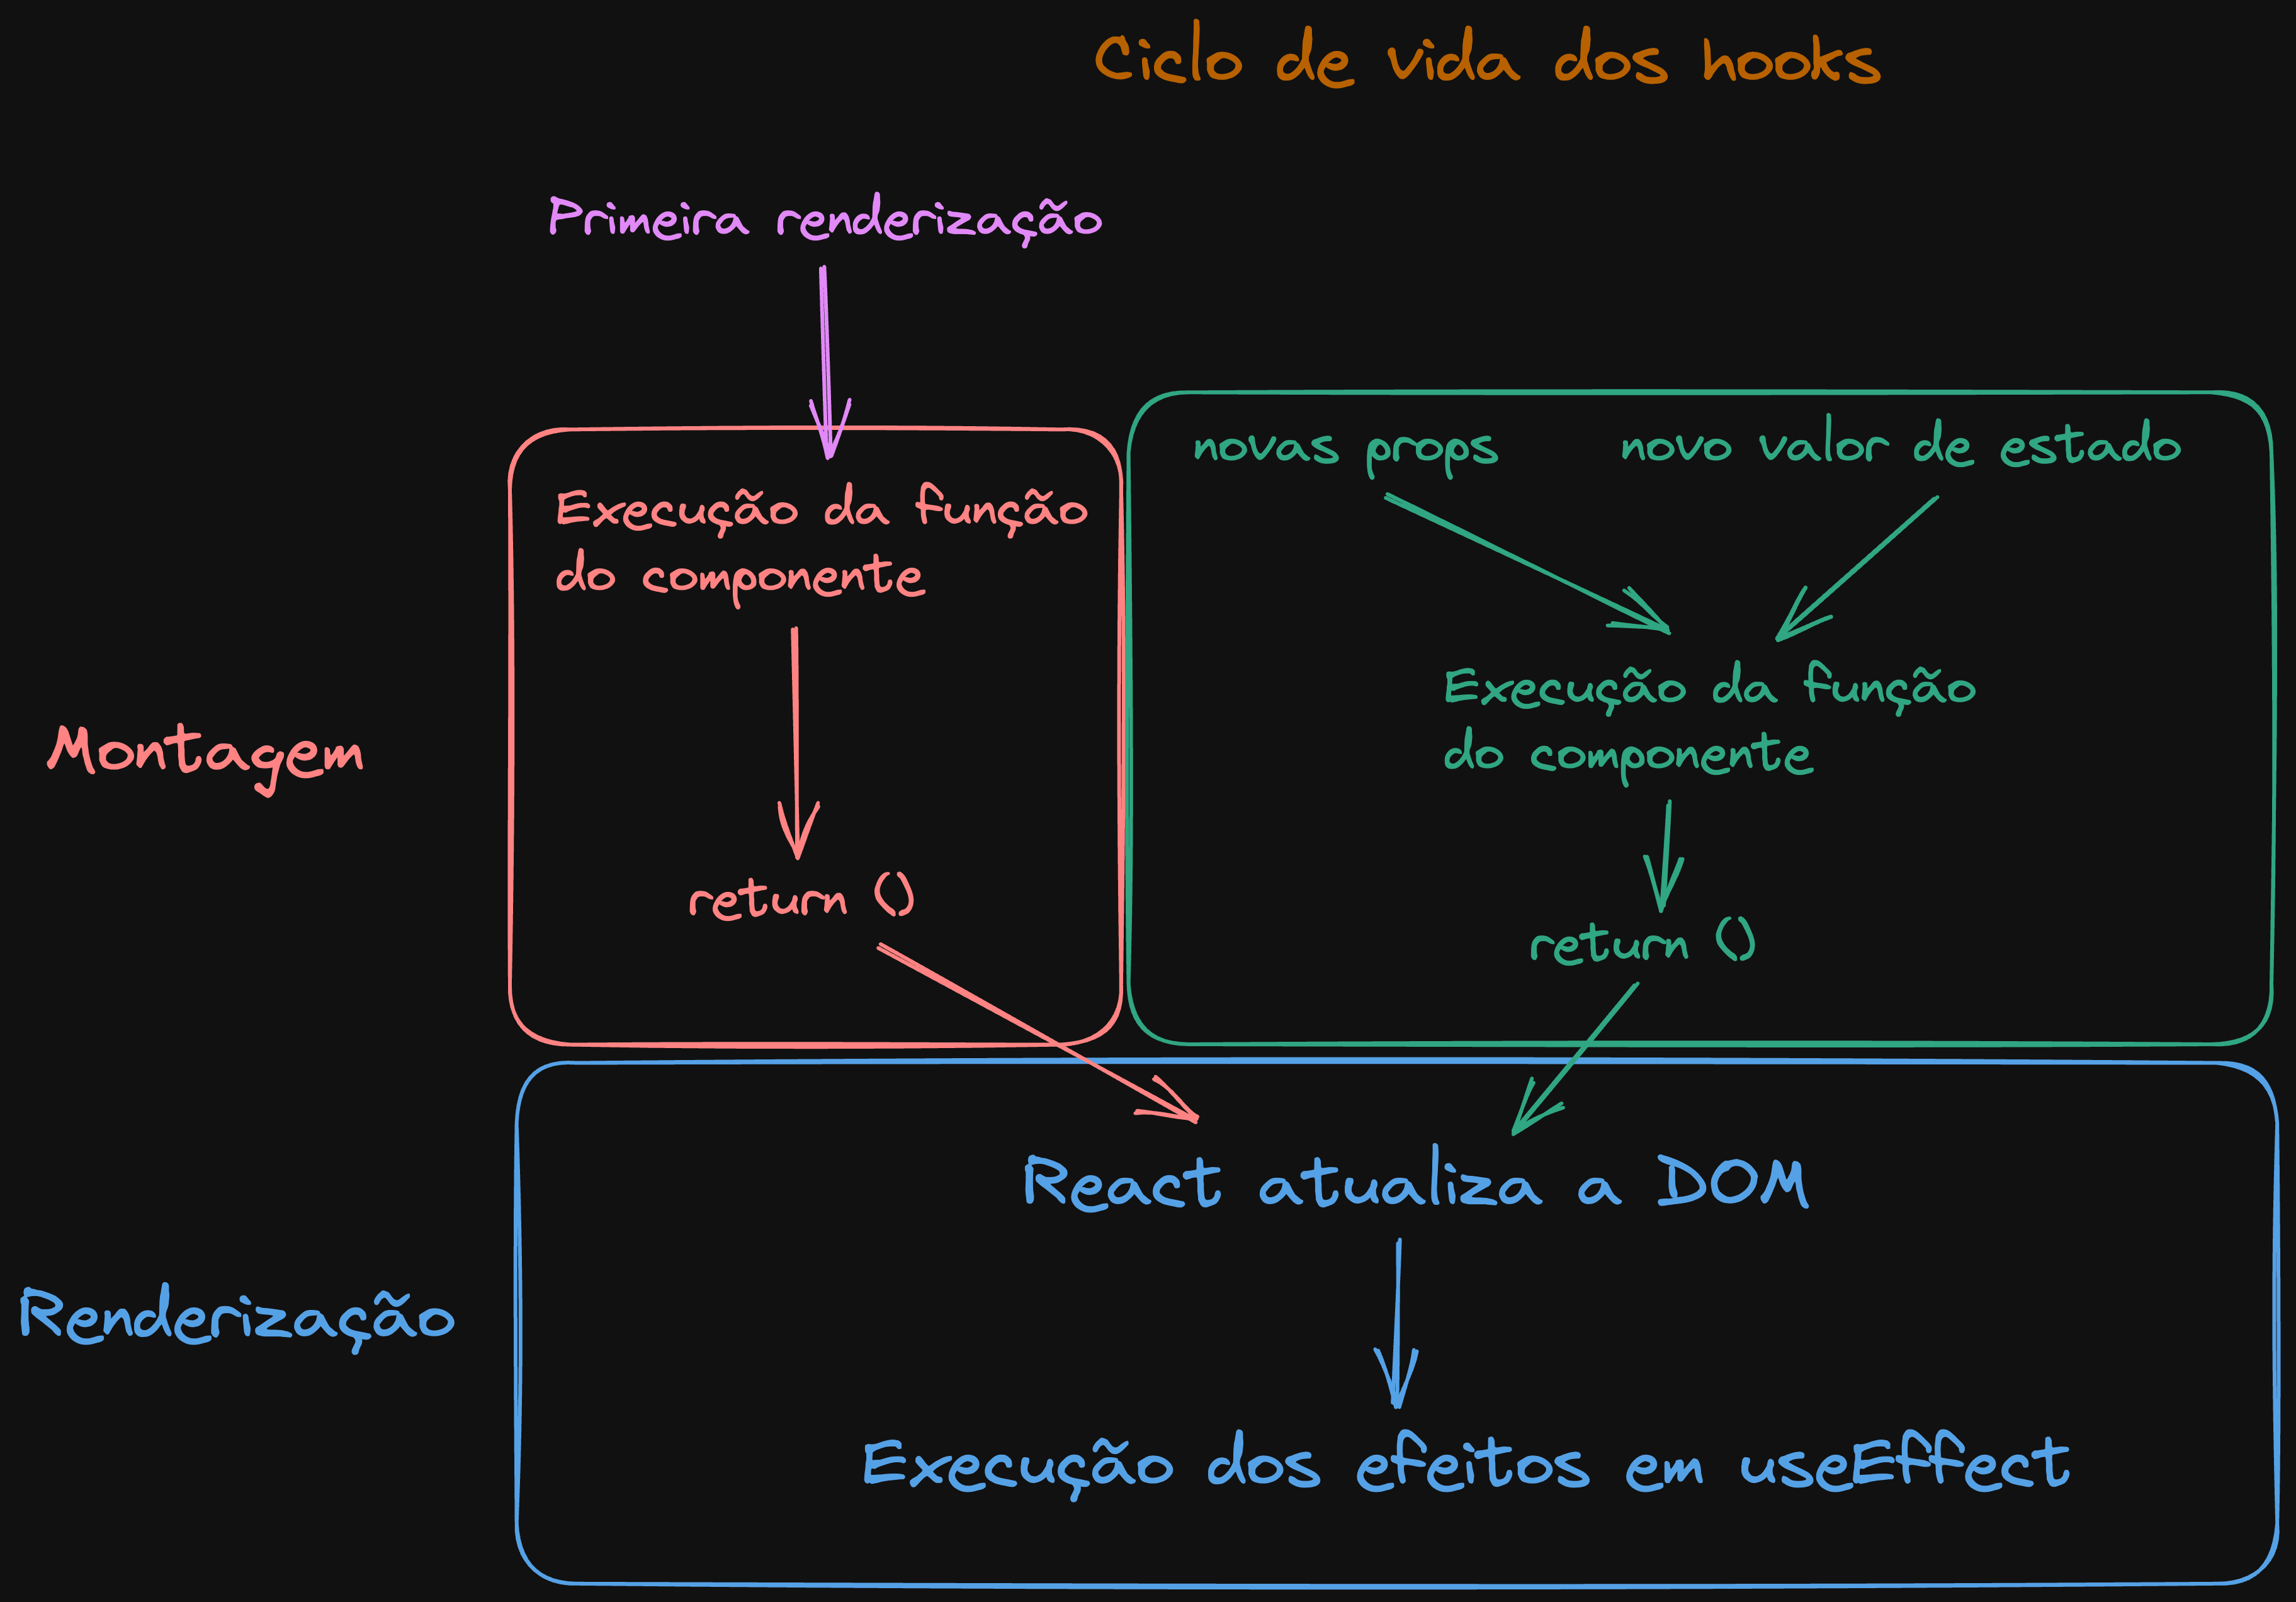 Ciclo de vida dos hooks
Primeira renderização
novas props
novo valor de estado
Execução da função
do componente
Execução da função
do componente
Montagem
return ()
return ()
React atualiza a DOM
Renderização
Execução dos efeitos em useEffect